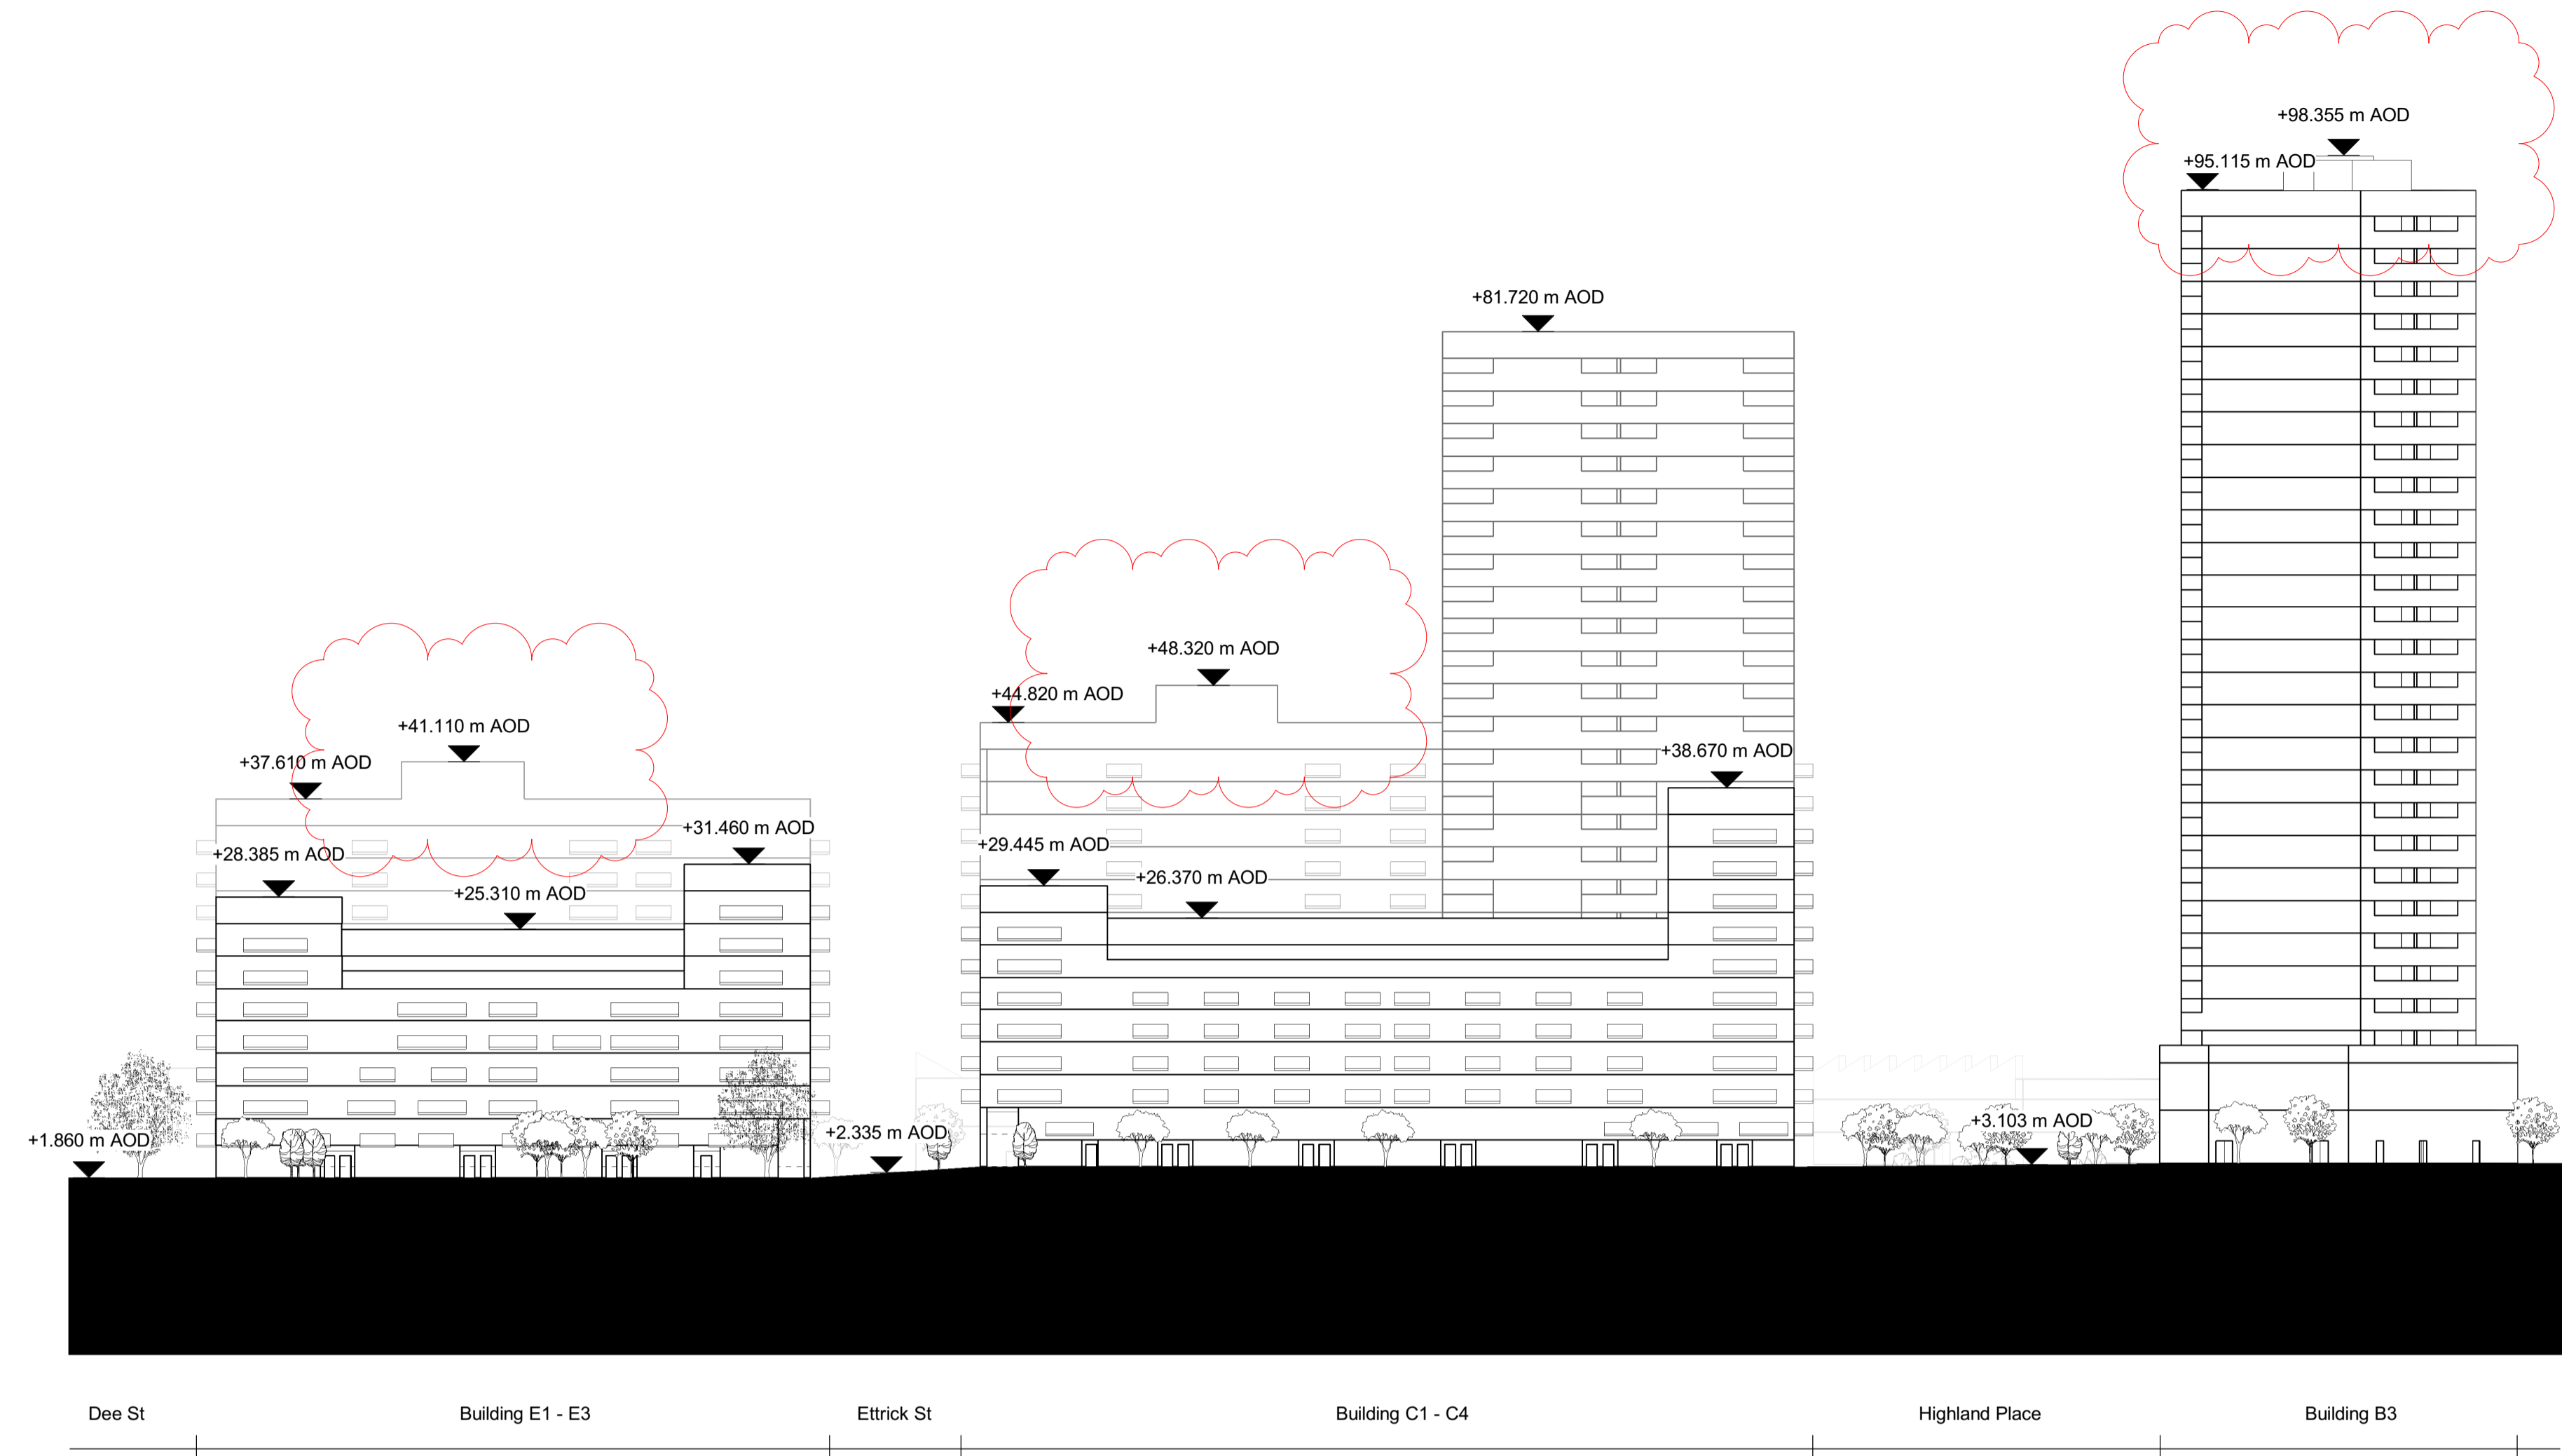 +98.355 m AOD
+95.115 m AOD
+81.720 m AOD
+48.320 m AOD
+44.820 m AOD
+41.110 m AOD
+38.670 m AOD
+37.610 m AOD
+31.460 m AOD
+29.445 m AOD
+28.385 m AOD
+26.370 m AOD
+25.310 m AOD
+3.103 m AOD
+2.335 m AOD
+1.860 m AOD
Dee St
Building E1 - E3
Ettrick St
Building C1 - C4
Highland Place
Building B3